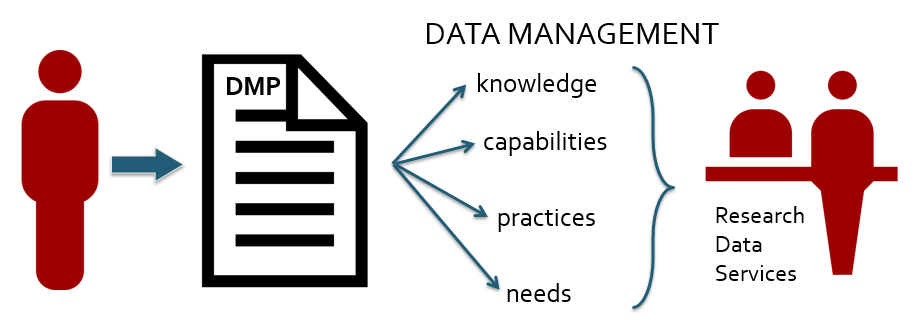 DATA MANAGEMENT
DMP
knowledge
capabilities
practices
needs
Research
Data
Services